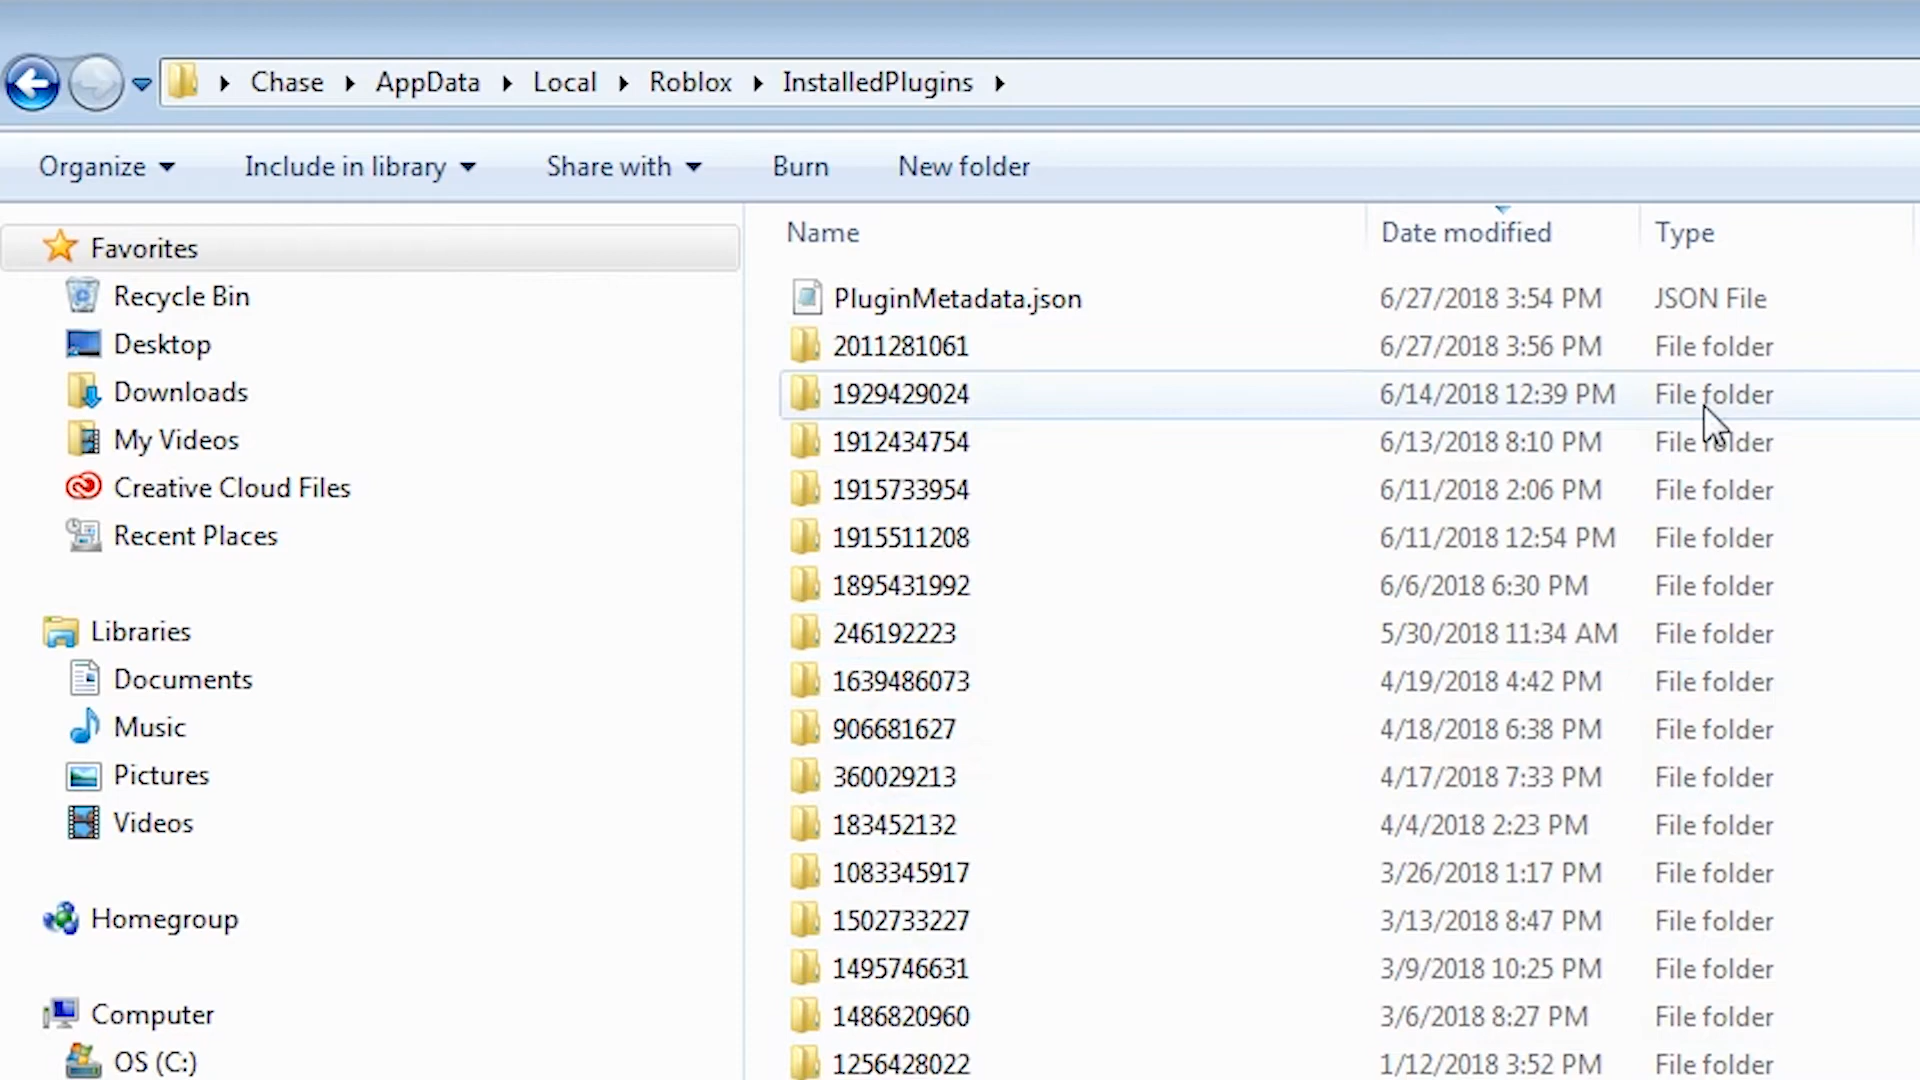 Chase AppData Local Roblox InstalledPlugins
Organize Include in library Share with Burn New folder
Name Date modified Type
Favorites
Recycle Bin
Desktop
Downloads
My Videos
Creative Cloud Files
Recent Places
Libraries
Documents
Music
Pictures
Videos
Homegroup
Computer
OS (C:)
PluginMetadata.json 6/27/2018 3:54 PM JSON File
2011281061 6/27/2018 3:56 PM File folder
1929429024 6/14/2018 12:39 PM File folder
1912434754 6/13/2018 8:10 PM File folder
1915733954 6/11/2018 2:06 PM File folder
1915511208 6/11/2018 12:54 PM File folder
1895431992 6/6/2018 6:30 PM File folder
246192223 5/30/2018 11:34 AM File folder
1639486073 4/19/2018 4:42 PM File folder
906681627 4/18/2018 6:38 PM File folder
360029213 4/17/2018 7:33 PM File folder
183452132 4/4/2018 2:23 PM File folder
1083345917 3/26/2018 1:17 PM File folder
1502733227 3/13/2018 8:47 PM File folder
1495746631 3/9/2018 10:25 PM File folder
1486820960 3/6/2018 8:27 PM File folder
1256428022 1/12/2018 3:52 PM File folder